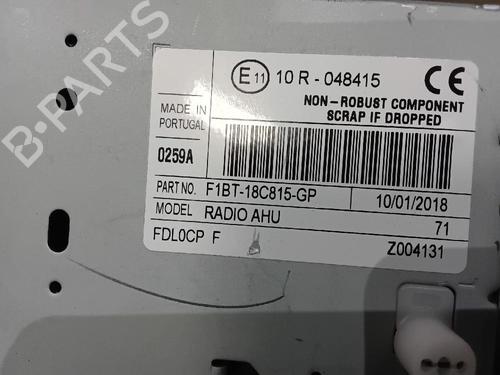 B-PARTS
E 11 10 R - 048415 CE
NON-ROBUST COMPONENT
SCRAP IF DROPPED
MADE IN
PORTUGAL
0259A
PART NO. F1BT-18C815-GP 10/01/2018
MODEL RADIO AHU 71
FDL0CP F Z004131